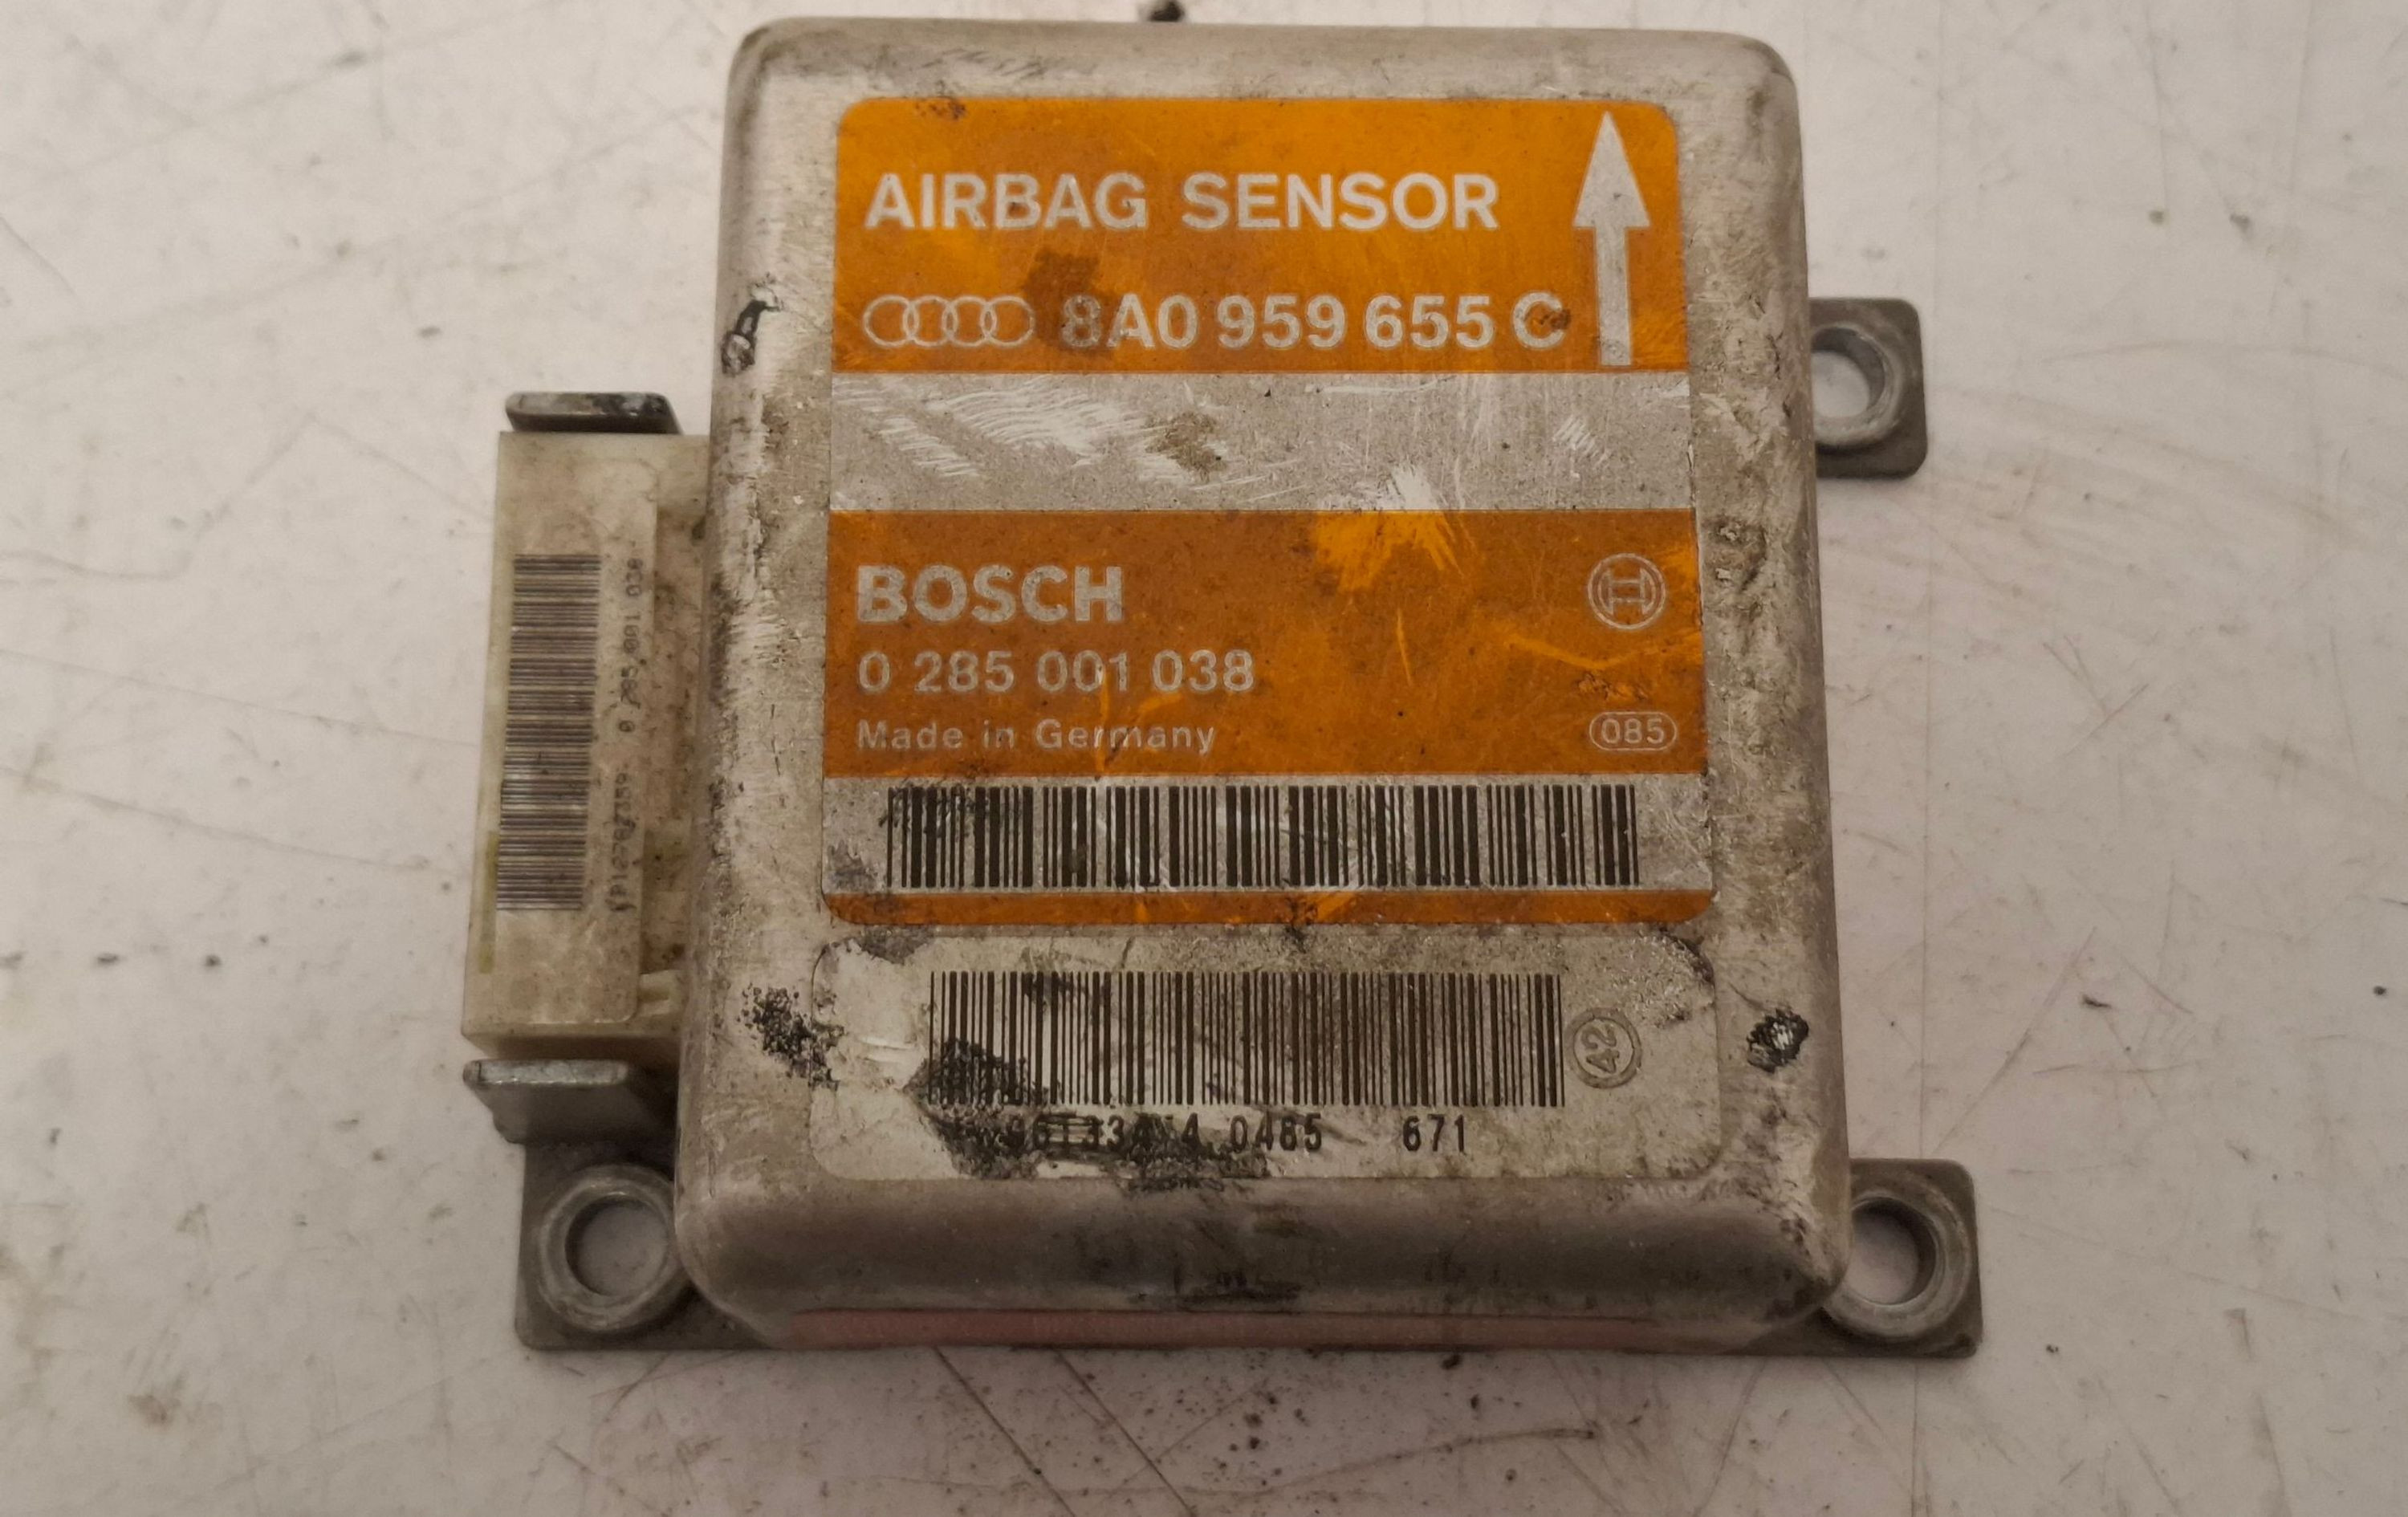 AIRBAG SENSOR
8A0 959 655 C
BOSCH
0 285 001 038
Made in Germany
085
42
0485 671
0 285 001 038